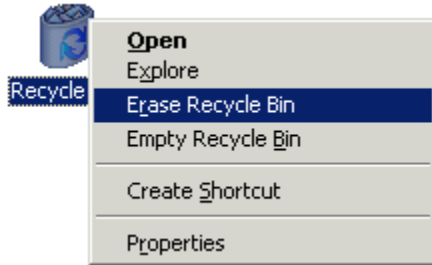 Recycle
Open
Explore
Erase Recycle Bin
Empty Recycle Bin
Create Shortcut
Properties